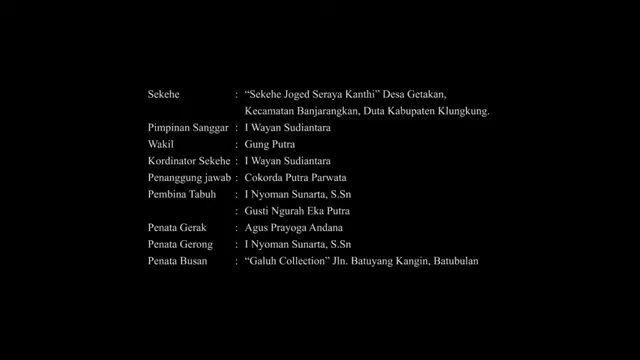 Sekehe : “Sekehe Joged Seraya Kanthi” Desa Getakan,
Kecamatan Banjarangkan, Duta Kabupaten Klungkung.
Pimpinan Sanggar : I Wayan Sudiantara
Wakil : Gung Putra
Kordinator Sekehe : I Wayan Sudiantara
Penanggung jawab : Cokorda Putra Parwata
Pembina Tabuh : I Nyoman Sunarta, S.Sn
: Gusti Ngurah Eka Putra
Penata Gerak : Agus Prayoga Andana
Penata Gerong : I Nyoman Sunarta, S.Sn
Penata Busan : “Galuh Collection” Jln. Batuyang Kangin, Batubulan